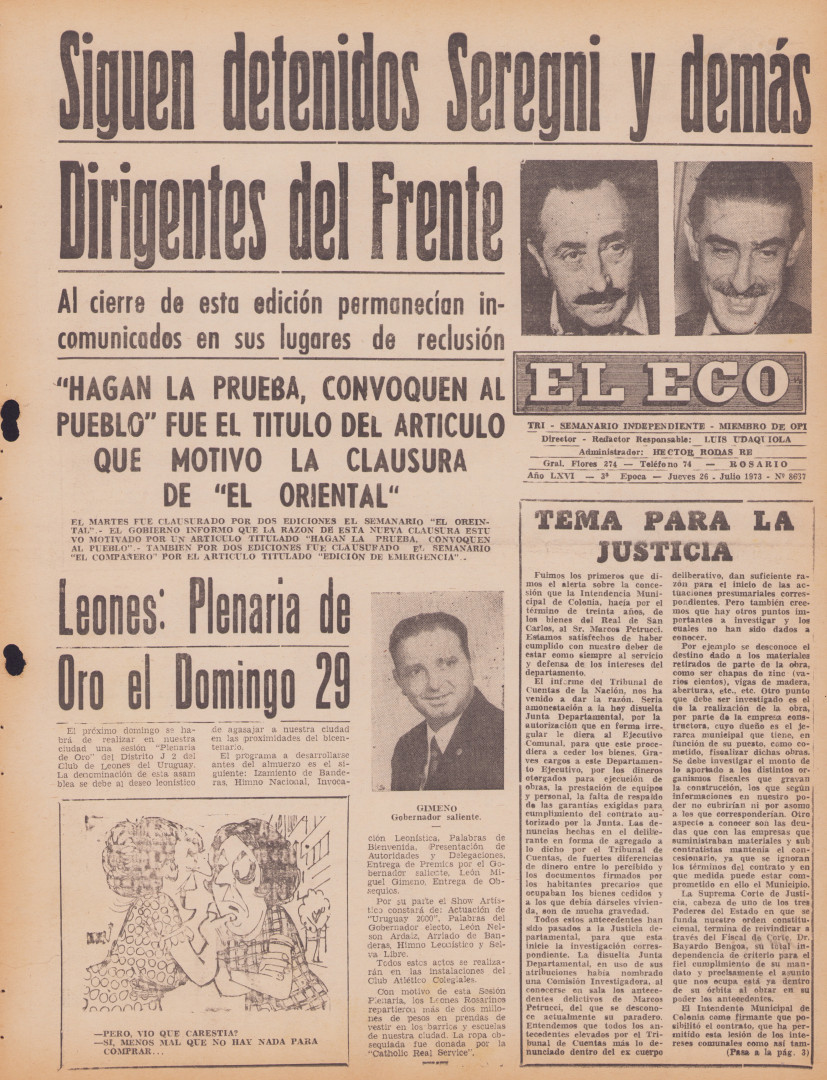 Siguen detenidos Seregni y demás
Dirigentes del Frente
Al cierre de esta edición permanecían in-
comunicados en sus lugares de reclusión
"HAGAN LA PRUEBA, CONVOQUEN AL
PUEBLO" FUE EL TITULO DEL ARTICULO
QUE MOTIVO LA CLAUSURA
DE "EL ORIENTAL"
EL MARTES FUE CLAUSURADO POR DOS EDICIONES EL SEMANARIO "EL OREIN-
TAL".- EL GOBIERNO INFORMO QUE LA RAZON DE ESTA NUEVA CLAUSURA ESTU
VO MOTIVADO POR UN ARTICULO TITULADO "HAGAN LA PRUEBA, CONVOQUEN
AL PUEBLO".- TAMBIEN POR DOS EDICIONES FUE CLAUSUFADO EL SEMANARIO
"EL COMPAÑERO" POR EL ARTICULO TITULADO "EDICIÓN DE EMERGENCIA"..
EL ECO
TRI - SEMANARIO INDEPENDIENTE - MIEMBRO DE OPI
Director - Redactor Responsable: LUIS UDAQUIOLA
Administrador: HECTOR RODAS RE
Gral. Flores 274 — Teléfono 74 — ROSARIO
Año LXVI — 3ª Epoca — Jueves 26 . Julio 1973 - Nº 8637
Leones: Plenaria de
Oro el Domingo 29
El próximo domingo se ha-
brá de realizar en nuestra
ciudad una sesión "Plenaria
de Oro" del Distrito J 2 del
Club de Leones del Uruguay.
La denominación de esta asam
blea se debe al deseo leonístico
de agasajar a nuestra ciudad
en las proximidades del bicen-
tenario.
El programa a desarrollarse
antes del almuerzo es el si-
guiente: Izamiento de Bande-
ras, Himno Nacional, Invoca-
GIMENO
Gobernador saliente.
ción Leonística, Palabras de
Bienvenida, Presentación de
Autoridades y Delegaciones,
Entrega de Premios por el Go-
bernador saliente, León Mi-
guel Gimeno, Entrega de Ob-
sequios.
Por su parte el Show Artís-
tico constará de: Actuación de
"Uruguay 2000", Palabras del
Gobernador electo, León Nel-
son Ardaiz, Arriado de Ban-
deras, Himno Leonístico y Sel-
va Libre.
Todos estos actos se realiza-
rán en las instalaciones del
Club Atlético Colegiales.
Con motivo de esta Sesión
Plenaria, los Leones Rosarinos
repartieron más de dos millo-
nes de pesos en prendas de
vestir en los barrios y escuelas
de nuestra ciudad. La ropa ob-
sequiada fue donada por la
"Catholic Real Service".
—PERO, VIO QUE CARESTIA?
—SI, MENOS MAL QUE NO HAY NADA PARA
COMPRAR...
TEMA PARA LA
JUSTICIA
Fuimos los primeros que di-
mos el alerta sobre la conce-
sión que la Intendencia Muni-
cipal de Colonia, hacía por el
término de treinta años, de
los bienes del Real de San
Carlos, al Sr. Marcos Petrucci.
Estamos satisfechos de haber
cumplido con nuestro deber de
estar como siempre al servicio
y defensa de los intereses del
departamento.
El informe del Tribunal de
Cuentas de la Nación, nos ha
venido a dar la razón. Seria
amonestación a la hoy disuelta
Junta Departamental, por la
autorización que en forma irre-
gular le diera al Ejecutivo
Comunal, para que este proce-
diera a ceder los bienes. Gra-
ves cargos a este Departamen-
to Ejecutivo, por los dineros
otorgados para ejecución de
obras, la prestación de equipos
y personal, la falta de respaldo
de las garantías exigidas para
cumplimiento del contrato au-
torizado por la Junta. Las de-
nuncias hechas en el delibe-
rante en forma de agregado a
lo dicho por el Tribunal de
Cuentas, de fuertes diferencias
de dinero entre lo percibido y
los documentos firmados por
los habitantes precarios que
ocupaban los bienes cedidos y
a los que debía dárseles vivien-
da, son de mucha gravedad.
Todos estos antecedentes han
sido pasados a la Justicia de-
partamental, para que esta
inicie la investigación corres-
pondiente. La disuelta Junta
Departamental, en uno de sus
atribuciones había nombrado
una Comisión Investigadora, al
conocerse en sala los antece-
dentes delictivos de Marcos
Petrucci, del que se descono-
ce actualmente su paradero.
Entendemos que todos los an-
tecedentes elevados por el Tri-
bunal de Cuentas más lo de-
nunciado dentro del ex cuerpo
deliberativo, dan suficiente ra-
zón para el inicio de las ac-
tuaciones presumariales corres-
pondientes. Pero también cree-
mos que hay otros puntos im-
portantes a investigar y los
cuales no han sido dados a
conocer.
Por ejemplo se desconoce el
destino dado a los materiales
retirados de parte de la obra,
como ser chapas de zinc (va-
rios cientos), vigas de madera,
aberturas, etc., etc. Otro punto
que debe ser investigado es el
de la realización de la obra,
por parte de la empresa cons-
tructora, cuyo dueño es el je-
rarca municipal que tiene, en
función de su puesto, como co-
metido, fiscalizar dichas obras.
Se debe investigar el monto de
lo aportado a los distintos or-
ganismos fiscales que gravan
la construcción, los que según
informaciones en nuestro po-
der no cubrirían ni por asomo
a los que corresponderían. Otro
aspecto a conocer son las deu-
das que con las empresas que
suministraban materiales y sub
contratistas mantenía el con-
cesionario, ya que se ignoran
los términos del contrato y en
que medida puede estar com-
prometido en ello el Municipio.
La Suprema Corte de Justi-
cia, cabeza de uno de los tres
Poderes del Estado en que se
funda nuestro orden constitu-
cional, termina de reivindicar a
través del Fiscal de Corte, Dr.
Bayardo Bengoa, su total in-
dependencia de criterio para el
fiel cumplimiento de su man-
dato y precisamente el asunto
que nos ocupa está ya dentro
de su órbita al obrar en su
poder los antecedentes.
El Intendente Municipal de
Colonia como firmante que po-
sibilitó el contrato, que ha per-
mitido esta lesión de los inte-
reses comunales como así tam-
(Pasa a la pág. 3)